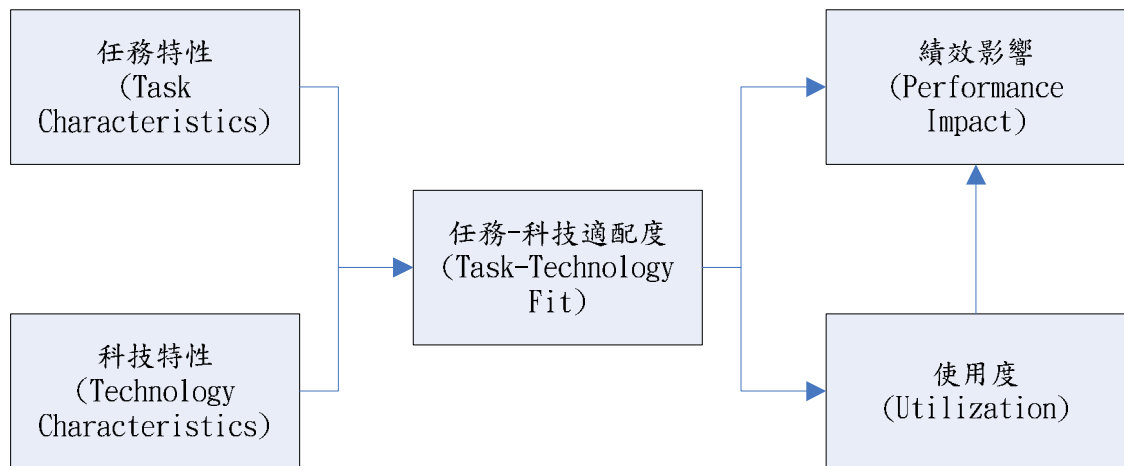 任務特性
(Task
Characteristics)
績效影響
(Performance
Impact)
任務-科技適配度
(Task-Technology
Fit)
科技特性
(Technology
Characteristics)
使用度
(Utilization)